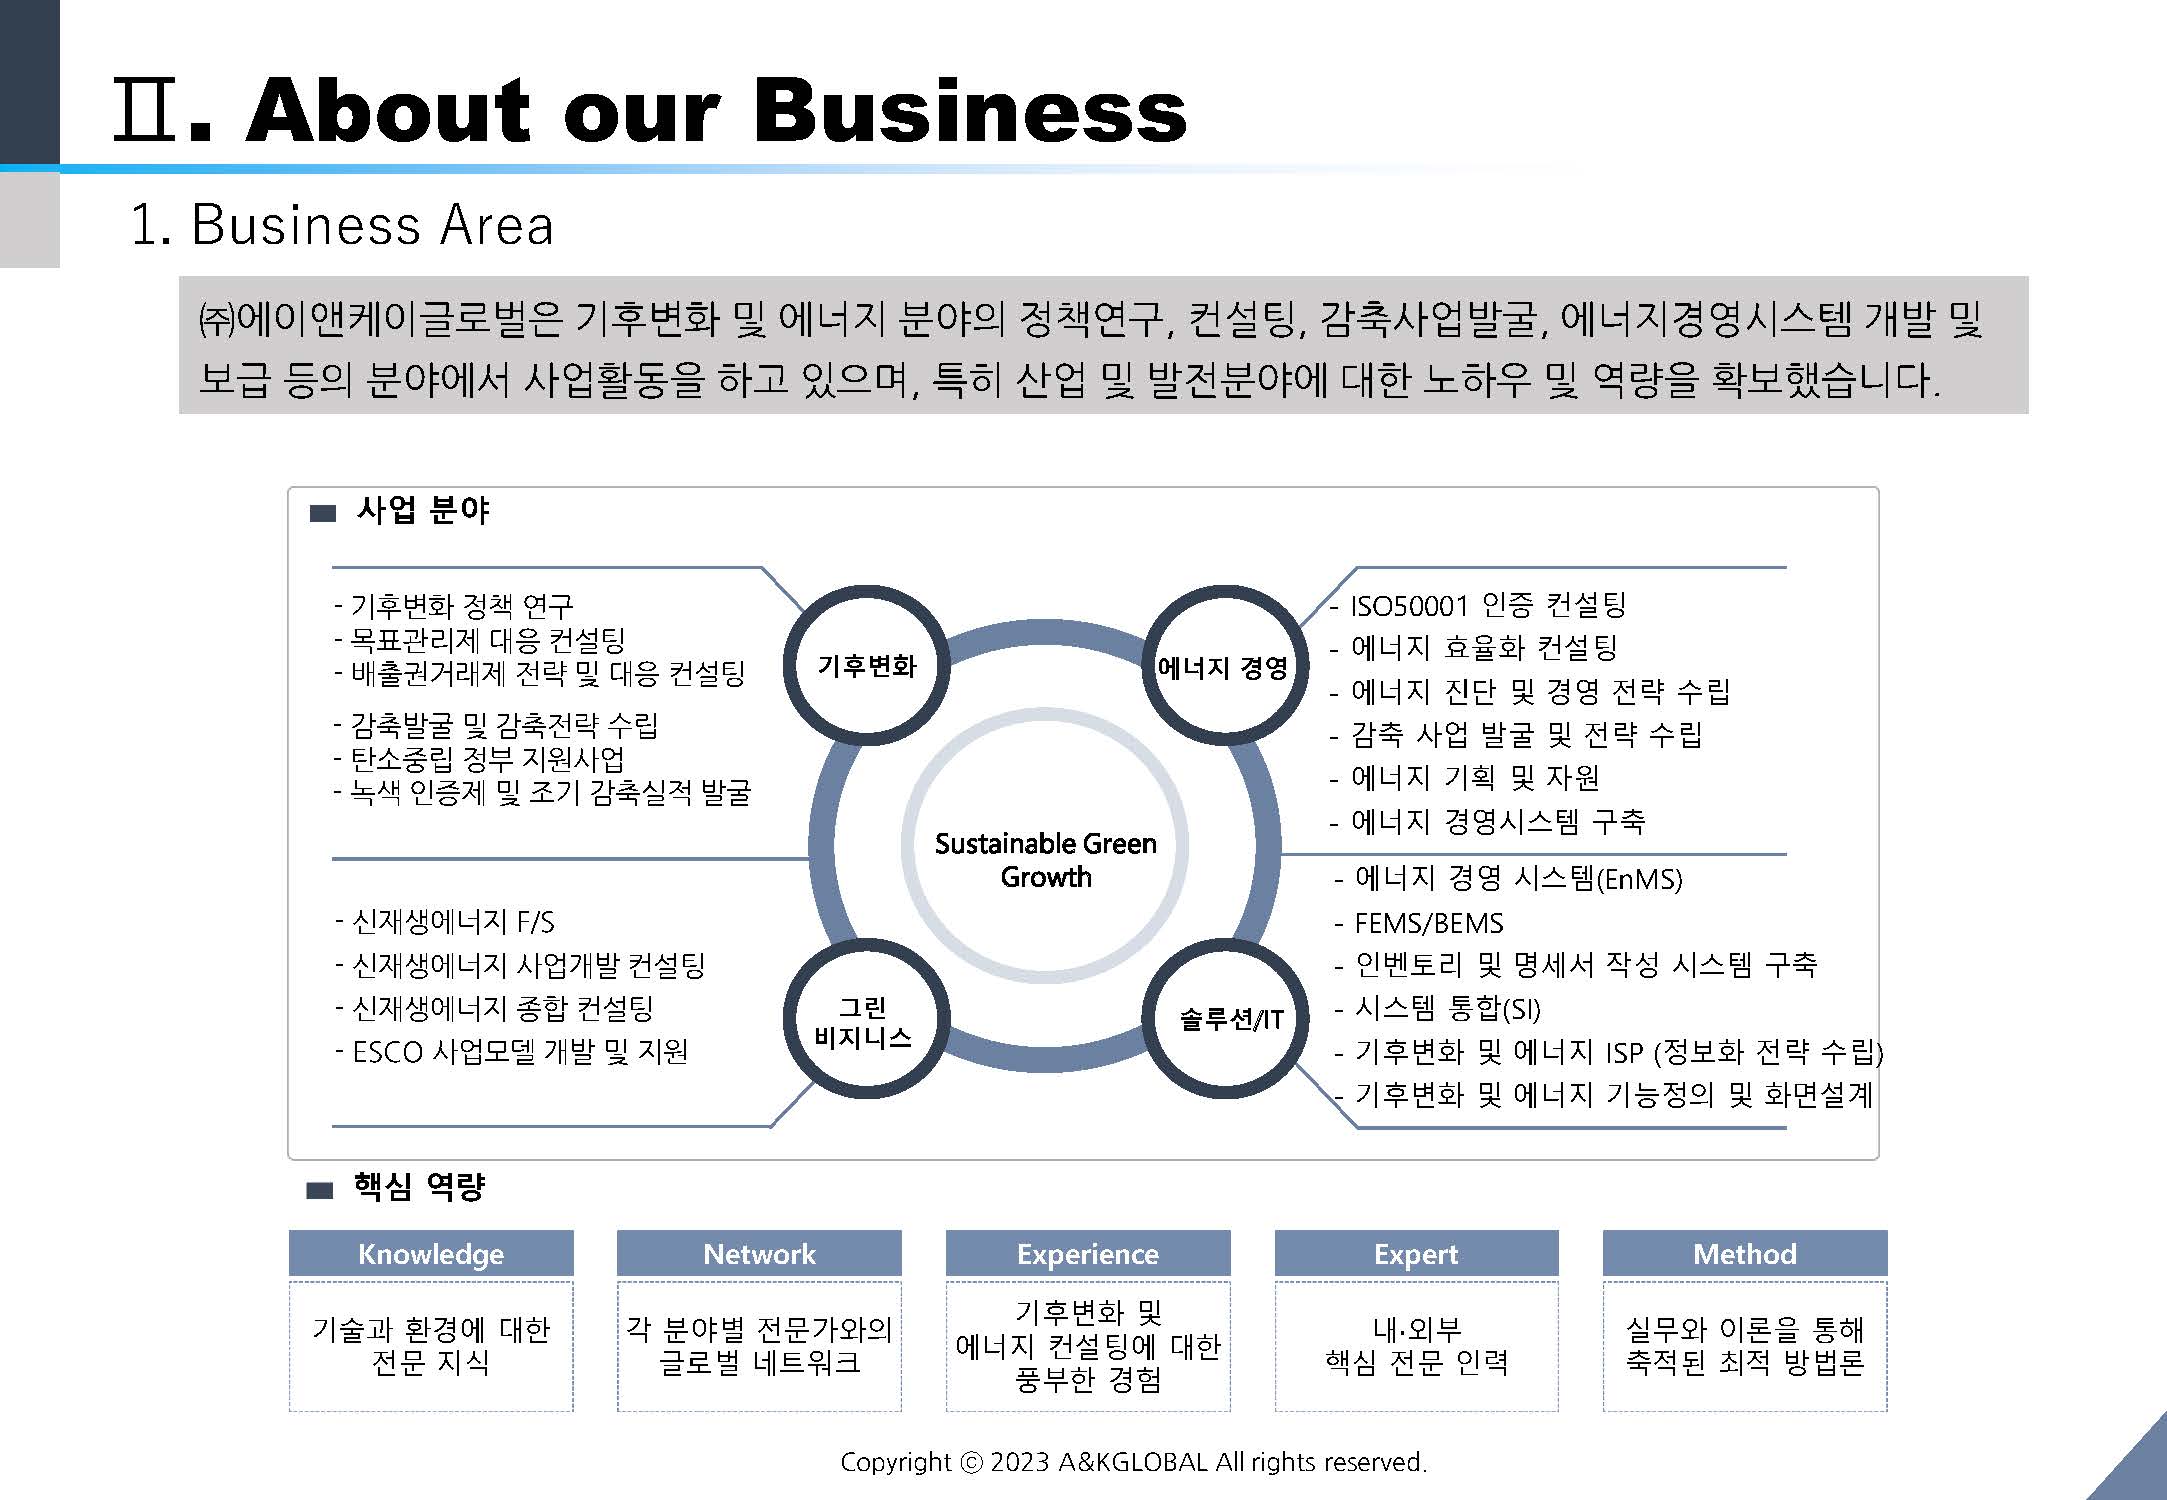 Ⅱ. About our Business
1. Business Area
㈜에이앤케이글로벌은 기후변화 및 에너지 분야의 정책연구, 컨설팅, 감축사업발굴, 에너지경영시스템 개발 및
보급 등의 분야에서 사업활동을 하고 있으며, 특히 산업 및 발전분야에 대한 노하우 및 역량을 확보했습니다.
사업 분야
- 기후변화 정책 연구
- 목표관리제 대응 컨설팅
- 배출권거래제 전략 및 대응 컨설팅
- 감축발굴 및 감축전략 수립
- 탄소중립 정부 지원사업
- 녹색 인증제 및 조기 감축실적 발굴
기후변화
에너지 경영
- ISO50001 인증 컨설팅
- 에너지 효율화 컨설팅
- 에너지 진단 및 경영 전략 수립
- 감축 사업 발굴 및 전략 수립
- 에너지 기획 및 자원
- 에너지 경영시스템 구축
Sustainable Green
Growth
- 신재생에너지 F/S
- 신재생에너지 사업개발 컨설팅
- 신재생에너지 종합 컨설팅
- ESCO 사업모델 개발 및 지원
그린
비지니스
솔루션/IT
- 에너지 경영 시스템(EnMS)
- FEMS/BEMS
- 인벤토리 및 명세서 작성 시스템 구축
- 시스템 통합(SI)
- 기후변화 및 에너지 ISP (정보화 전략 수립)
- 기후변화 및 에너지 기능정의 및 화면설계
핵심 역량
Knowledge
기술과 환경에 대한
전문 지식
Network
각 분야별 전문가와의
글로벌 네트워크
Experience
기후변화 및
에너지 컨설팅에 대한
풍부한 경험
Expert
내·외부
핵심 전문 인력
Method
실무와 이론을 통해
축적된 최적 방법론
Copyright ⓒ 2023 A&KGLOBAL All rights reserved.